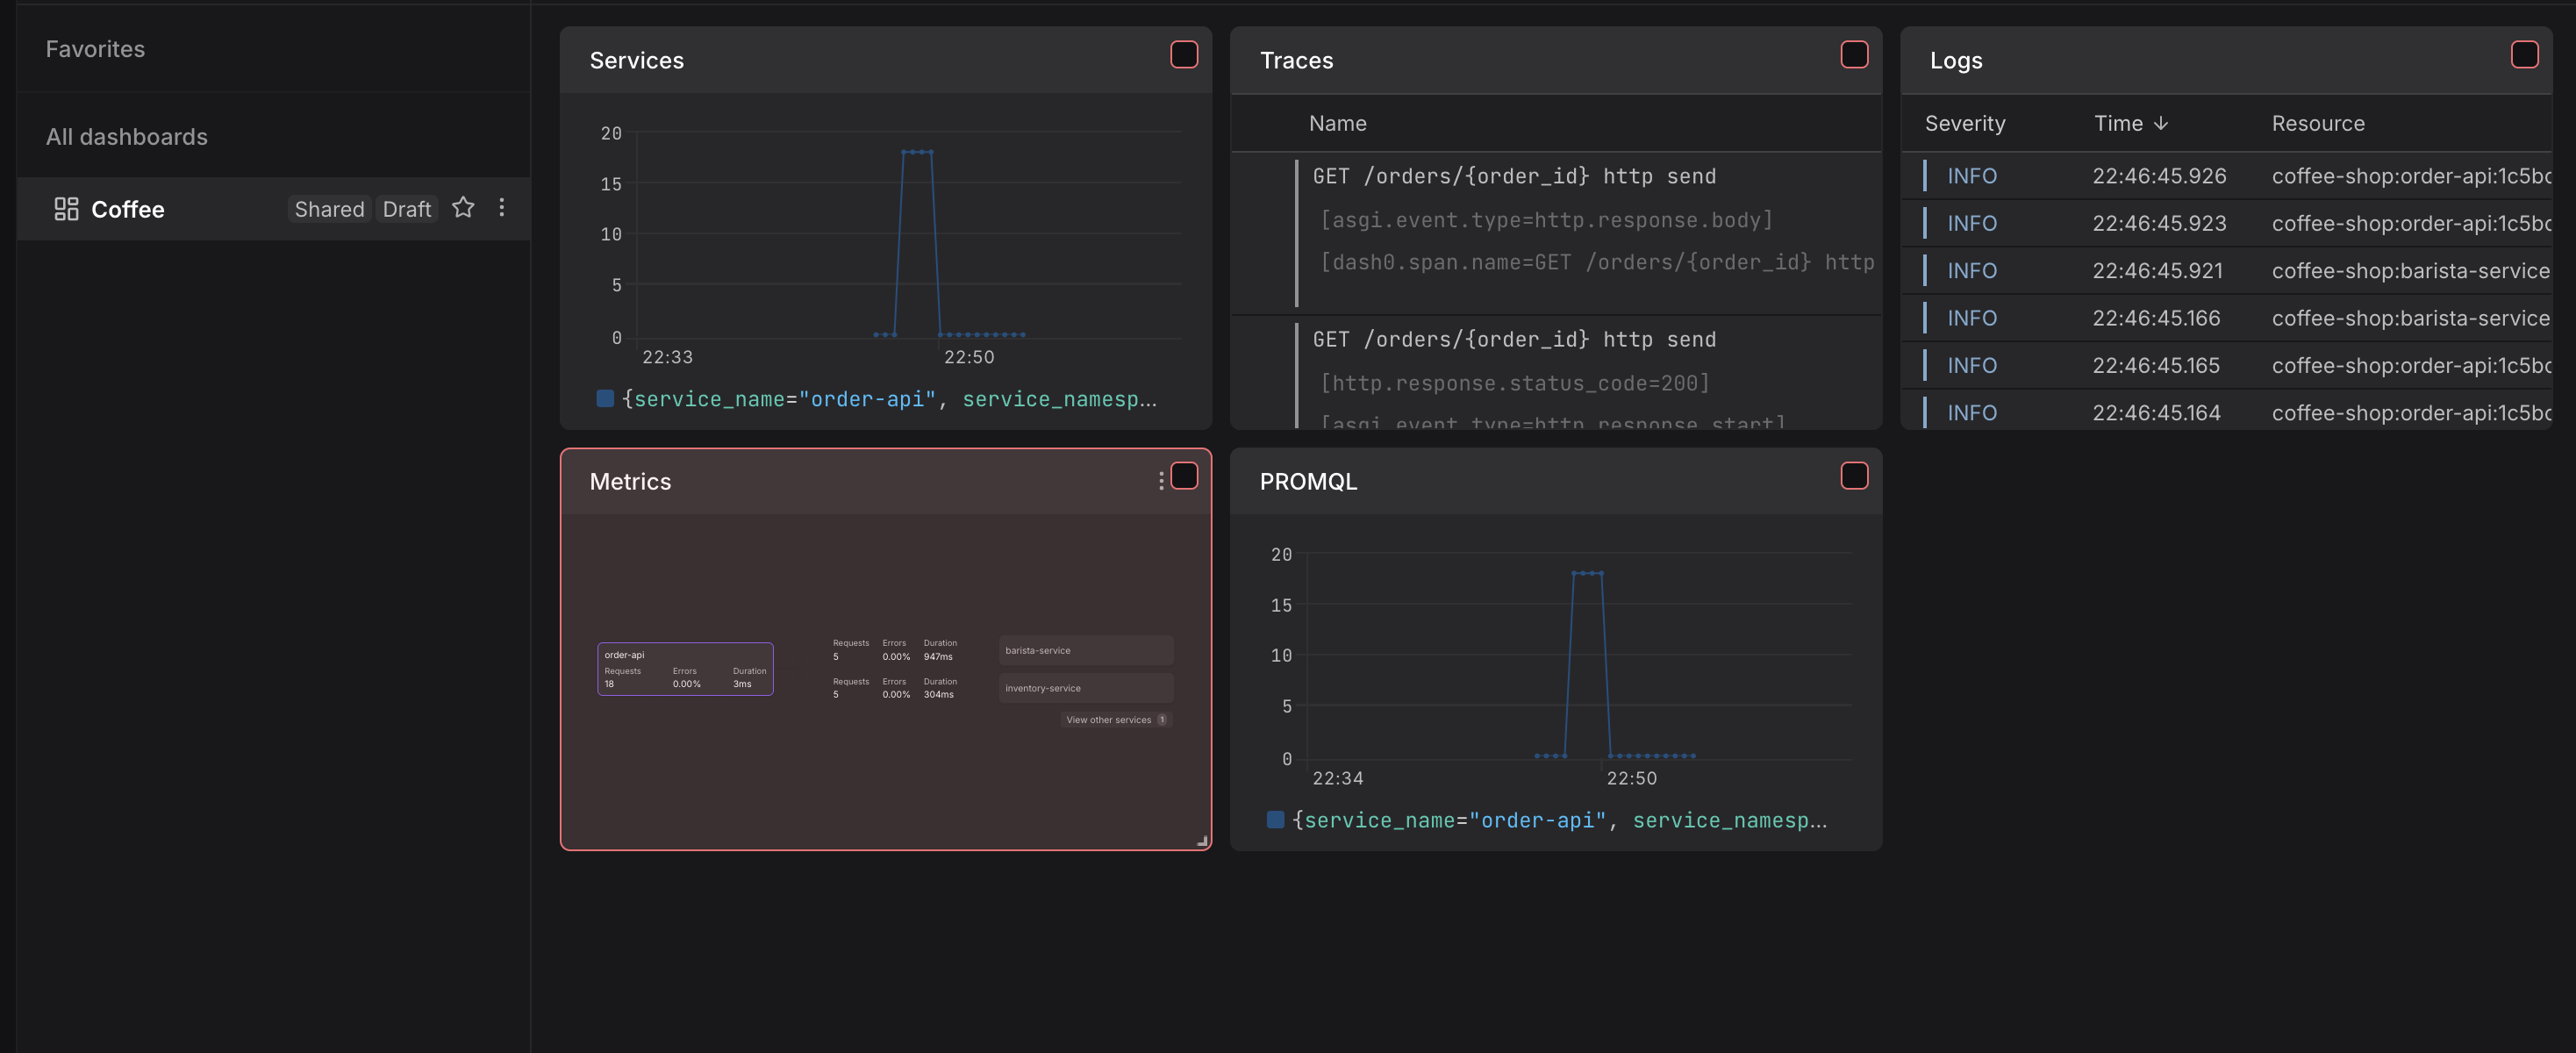 Favorites
All dashboards
Coffee Shared Draft
Services
20
15
10
5
0
22:33 22:50
{service_name="order-api", service_namesp...
Traces
Name
GET /orders/{order_id} http send
[asgi.event.type=http.response.body]
[dash0.span.name=GET /orders/{order_id} http
GET /orders/{order_id} http send
[http.response.status_code=200]
[asgi.event.type=http.response.start]
Logs
Severity Time ↓ Resource
INFO 22:46:45.926 coffee-shop:order-api:1c5bc
INFO 22:46:45.923 coffee-shop:order-api:1c5bc
INFO 22:46:45.921 coffee-shop:barista-service
INFO 22:46:45.166 coffee-shop:barista-service
INFO 22:46:45.165 coffee-shop:order-api:1c5bc
INFO 22:46:45.164 coffee-shop:order-api:1c5bc
Metrics
order-api
Requests Errors Duration
18 0.00% 3ms
Requests Errors Duration
5 0.00% 947ms
Requests Errors Duration
5 0.00% 304ms
barista-service
inventory-service
View other services 1
PROMQL
20
15
10
5
0
22:34 22:50
{service_name="order-api", service_namesp...